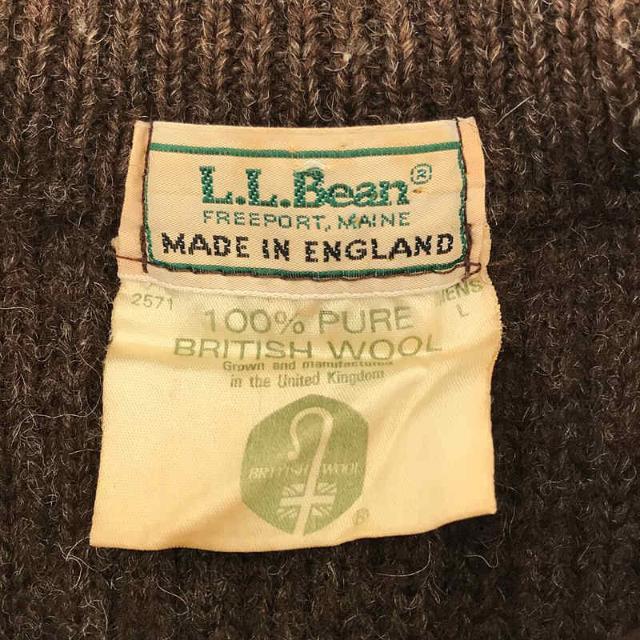 L.L.Bean®
FREEPORT, MAINE
MADE IN ENGLAND
2571
MENS
L
100% PURE
BRITISH WOOL
Grown and manufactured
in the United Kingdom
BRITISH WOOL
®